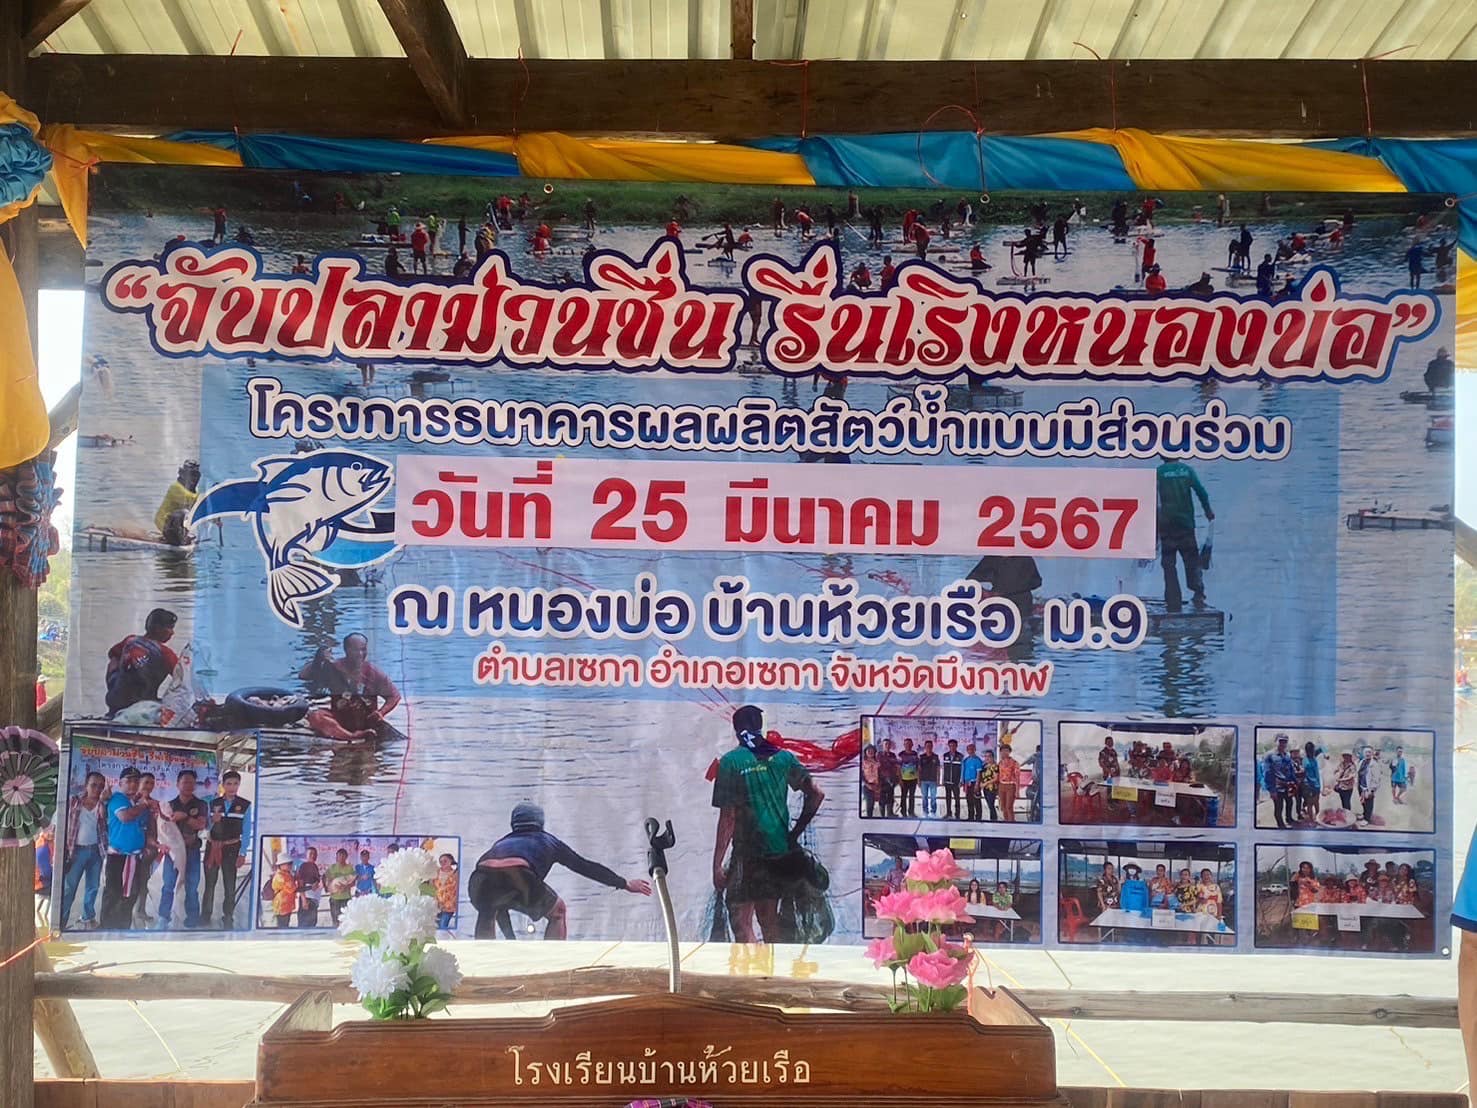 “จับปลาม่วนชื่น รื่นเริงหนองบ่อ”
โครงการธนาคารผลผลิตสัตว์น้ำแบบมีส่วนร่วม
วันที่ 25 มีนาคม 2567
ณ หนองบ่อ บ้านห้วยเรือ ม.9
ตำบลเซกา อำเภอเซกา จังหวัดบึงกาฬ
โรงเรียนบ้านห้วยเรือ